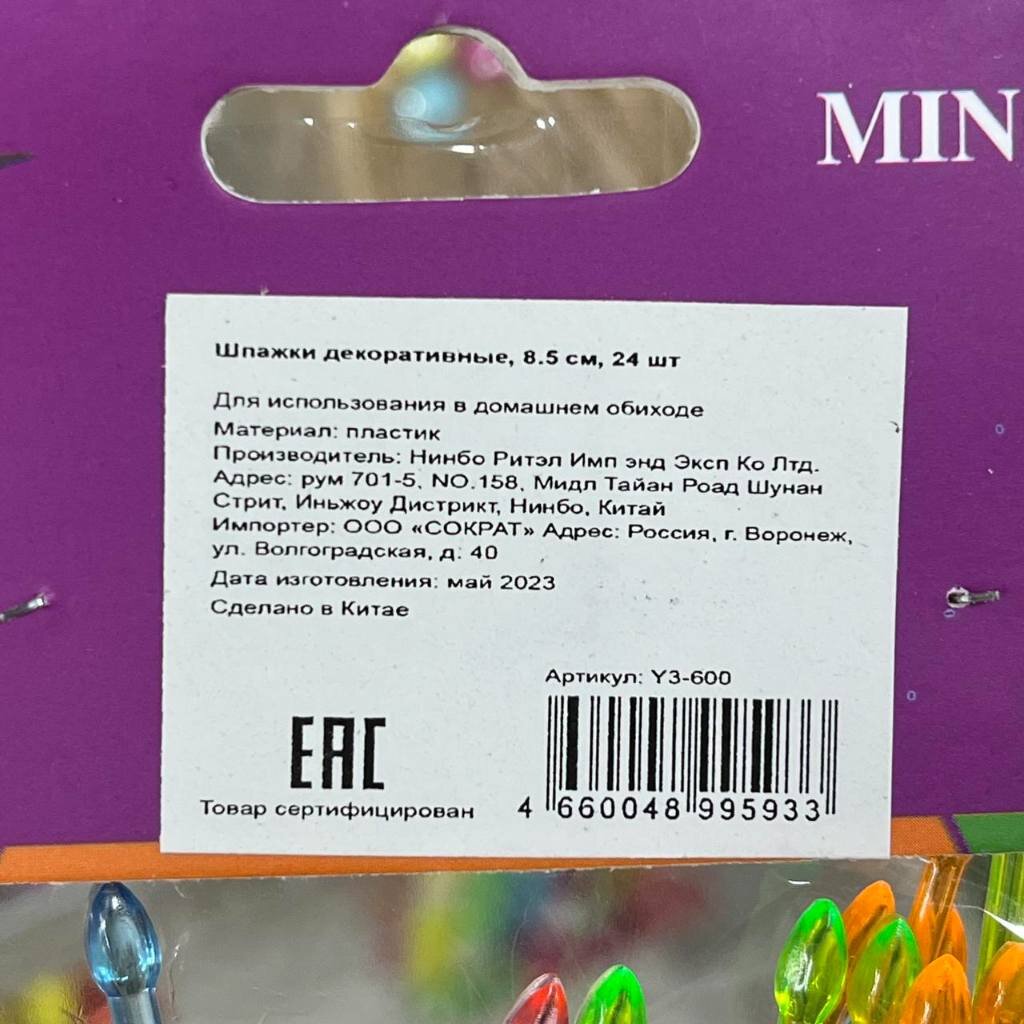 MIN
Шпажки декоративные, 8.5 см, 24 шт
Для использования в домашнем обиходе
Материал: пластик
Производитель: Нинбо Ритэл Имп энд Эксп Ко Лтд.
Адрес: рум 701-5, NO.158, Мидл Тайан Роад Шунан
Стрит, Иньжоу Дистрикт, Нинбо, Китай
Импортер: ООО «СОКРАТ» Адрес: Россия, г. Воронеж,
ул. Волгоградская, д. 40
Дата изготовления: май 2023
Сделано в Китае
Артикул: Y3-600
EAC
Товар сертифицирован
4 660048 995933